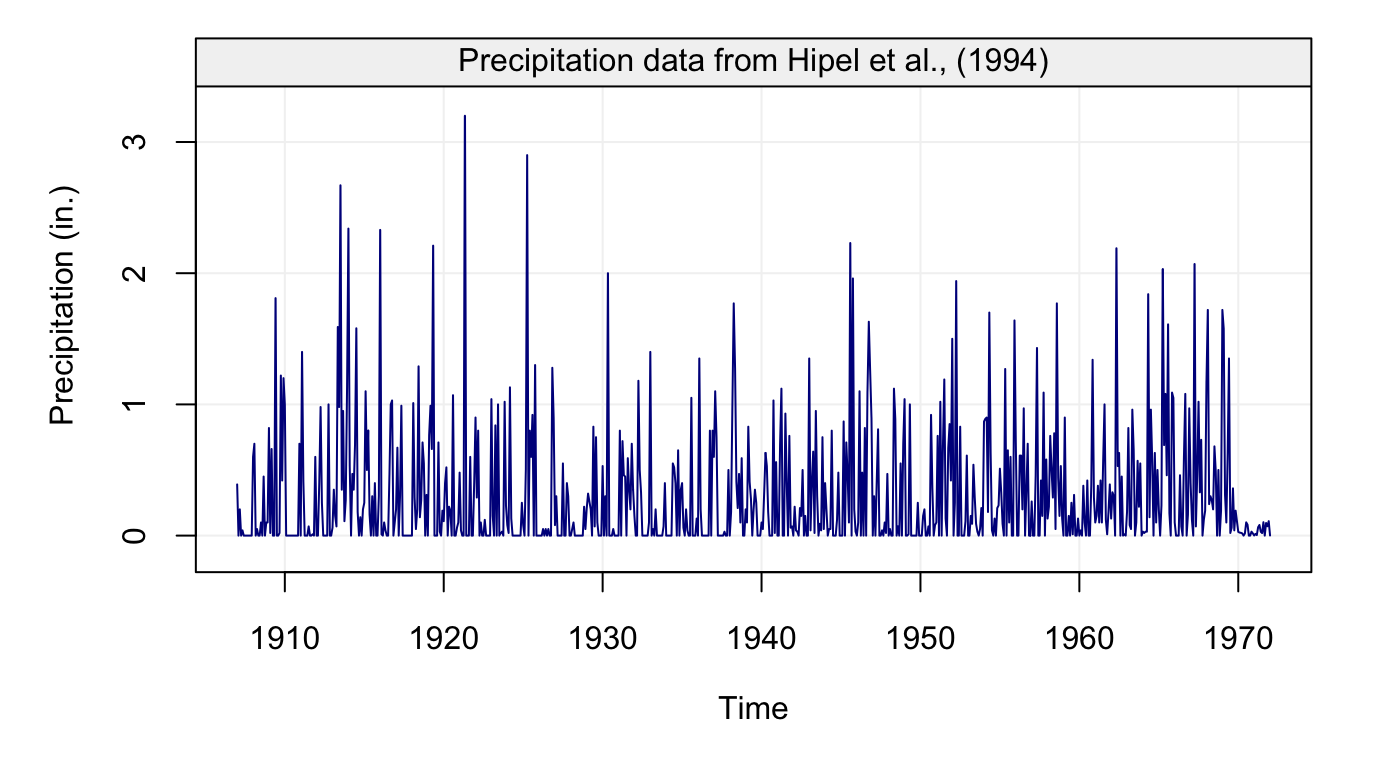 Precipitation data from Hipel et al., (1994)
Precipitation (in.)
3
2
1
0
1910 1920 1930 1940 1950 1960 1970
Time